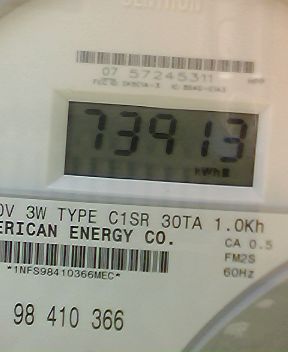 CENTRON
07 57245311
73913
kWh
0V 3W TYPE C1SR 30TA 1.0Kh
ERICAN ENERGY CO.
CA 0.5
FM2S
60Hz
*1NFS98410366MEC*
98 410 366